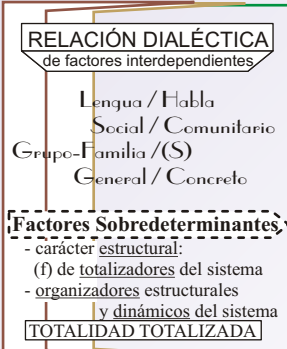 RELACIÓN DIALÉCTICA
de factores interdependientes
Lengua / Habla
Social / Comunitario
Grupo-Familia /(S)
General / Concreto
Factores Sobredeterminantes
- carácter estructural:
(f) de totalizadores del sistema
- organizadores estructurales
y dinámicos del sistema
TOTALIDAD TOTALIZADA